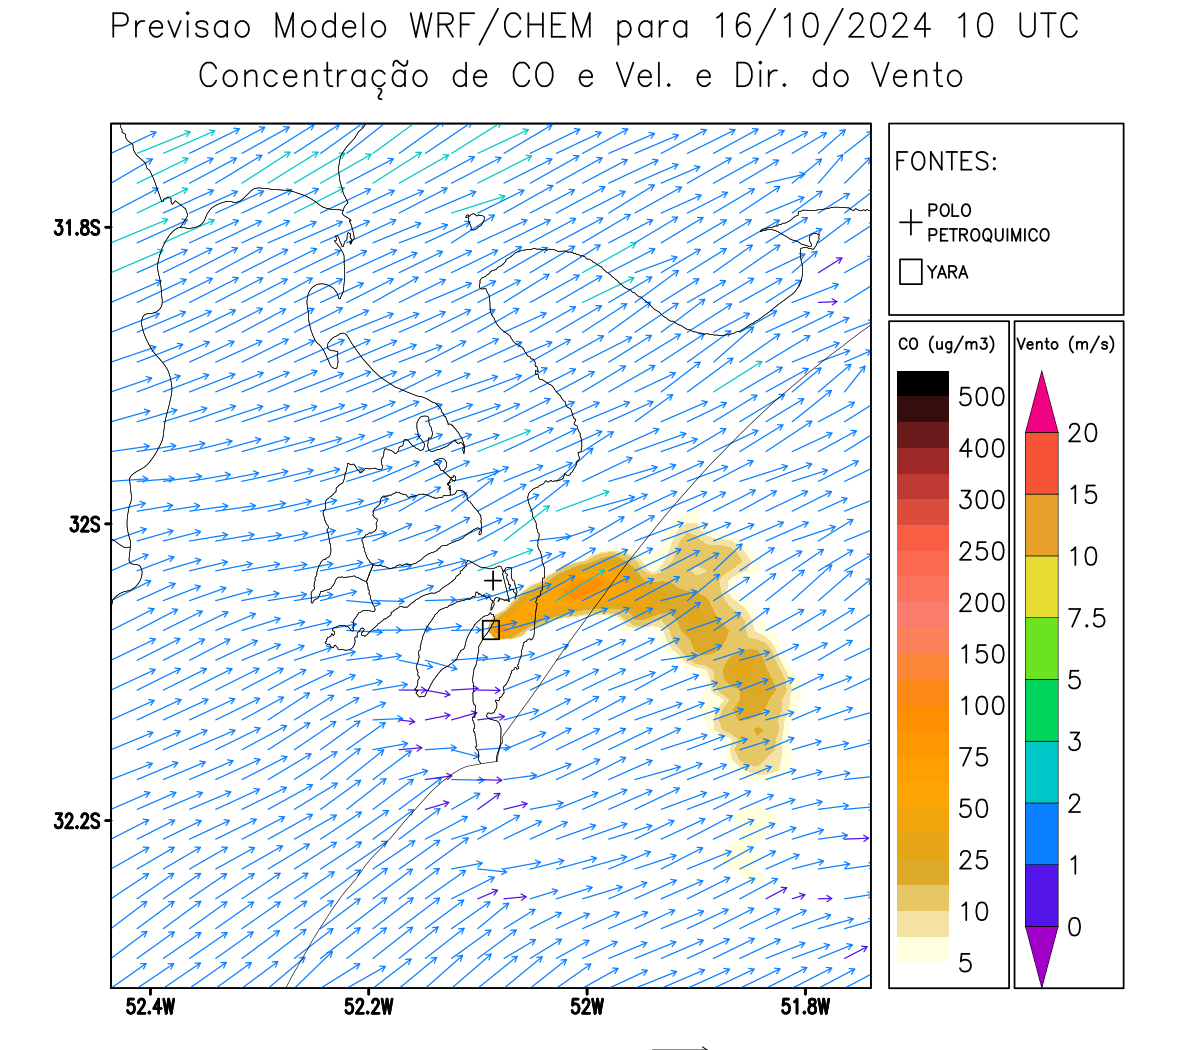 Previsao Modelo WRF/CHEM para 16/10/2024 10 UTC
Concentração de CO e Vel. e Dir. do Vento
FONTES:
POLO
PETROQUIMICO
YARA
CO (ug/m3)
500
400
300
250
200
150
100
75
50
25
10
5
Vento (m/s)
20
15
10
7.5
5
3
2
1
0
31.8S
32S
32.2S
52.4W 52.2W 52W 51.8W